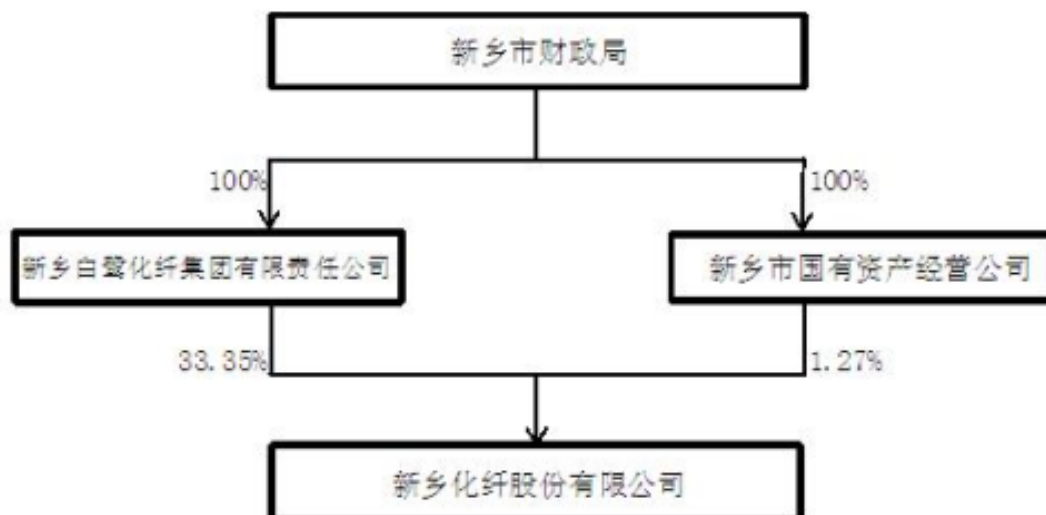 新乡市财政局
100%
100%
新乡白鹭化纤集团有限责任公司
新乡市国有资产经营公司
33.35%
1.27%
新乡化纤股份有限公司